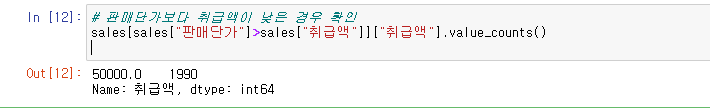 In [12]: # 판매단가보다 취급액이 낮은 경우 확인
sales[sales["판매단가"]>sales["취급액"]]["취급액"].value_counts()
Out[12]: 50000.0    1990
Name: 취급액, dtype: int64